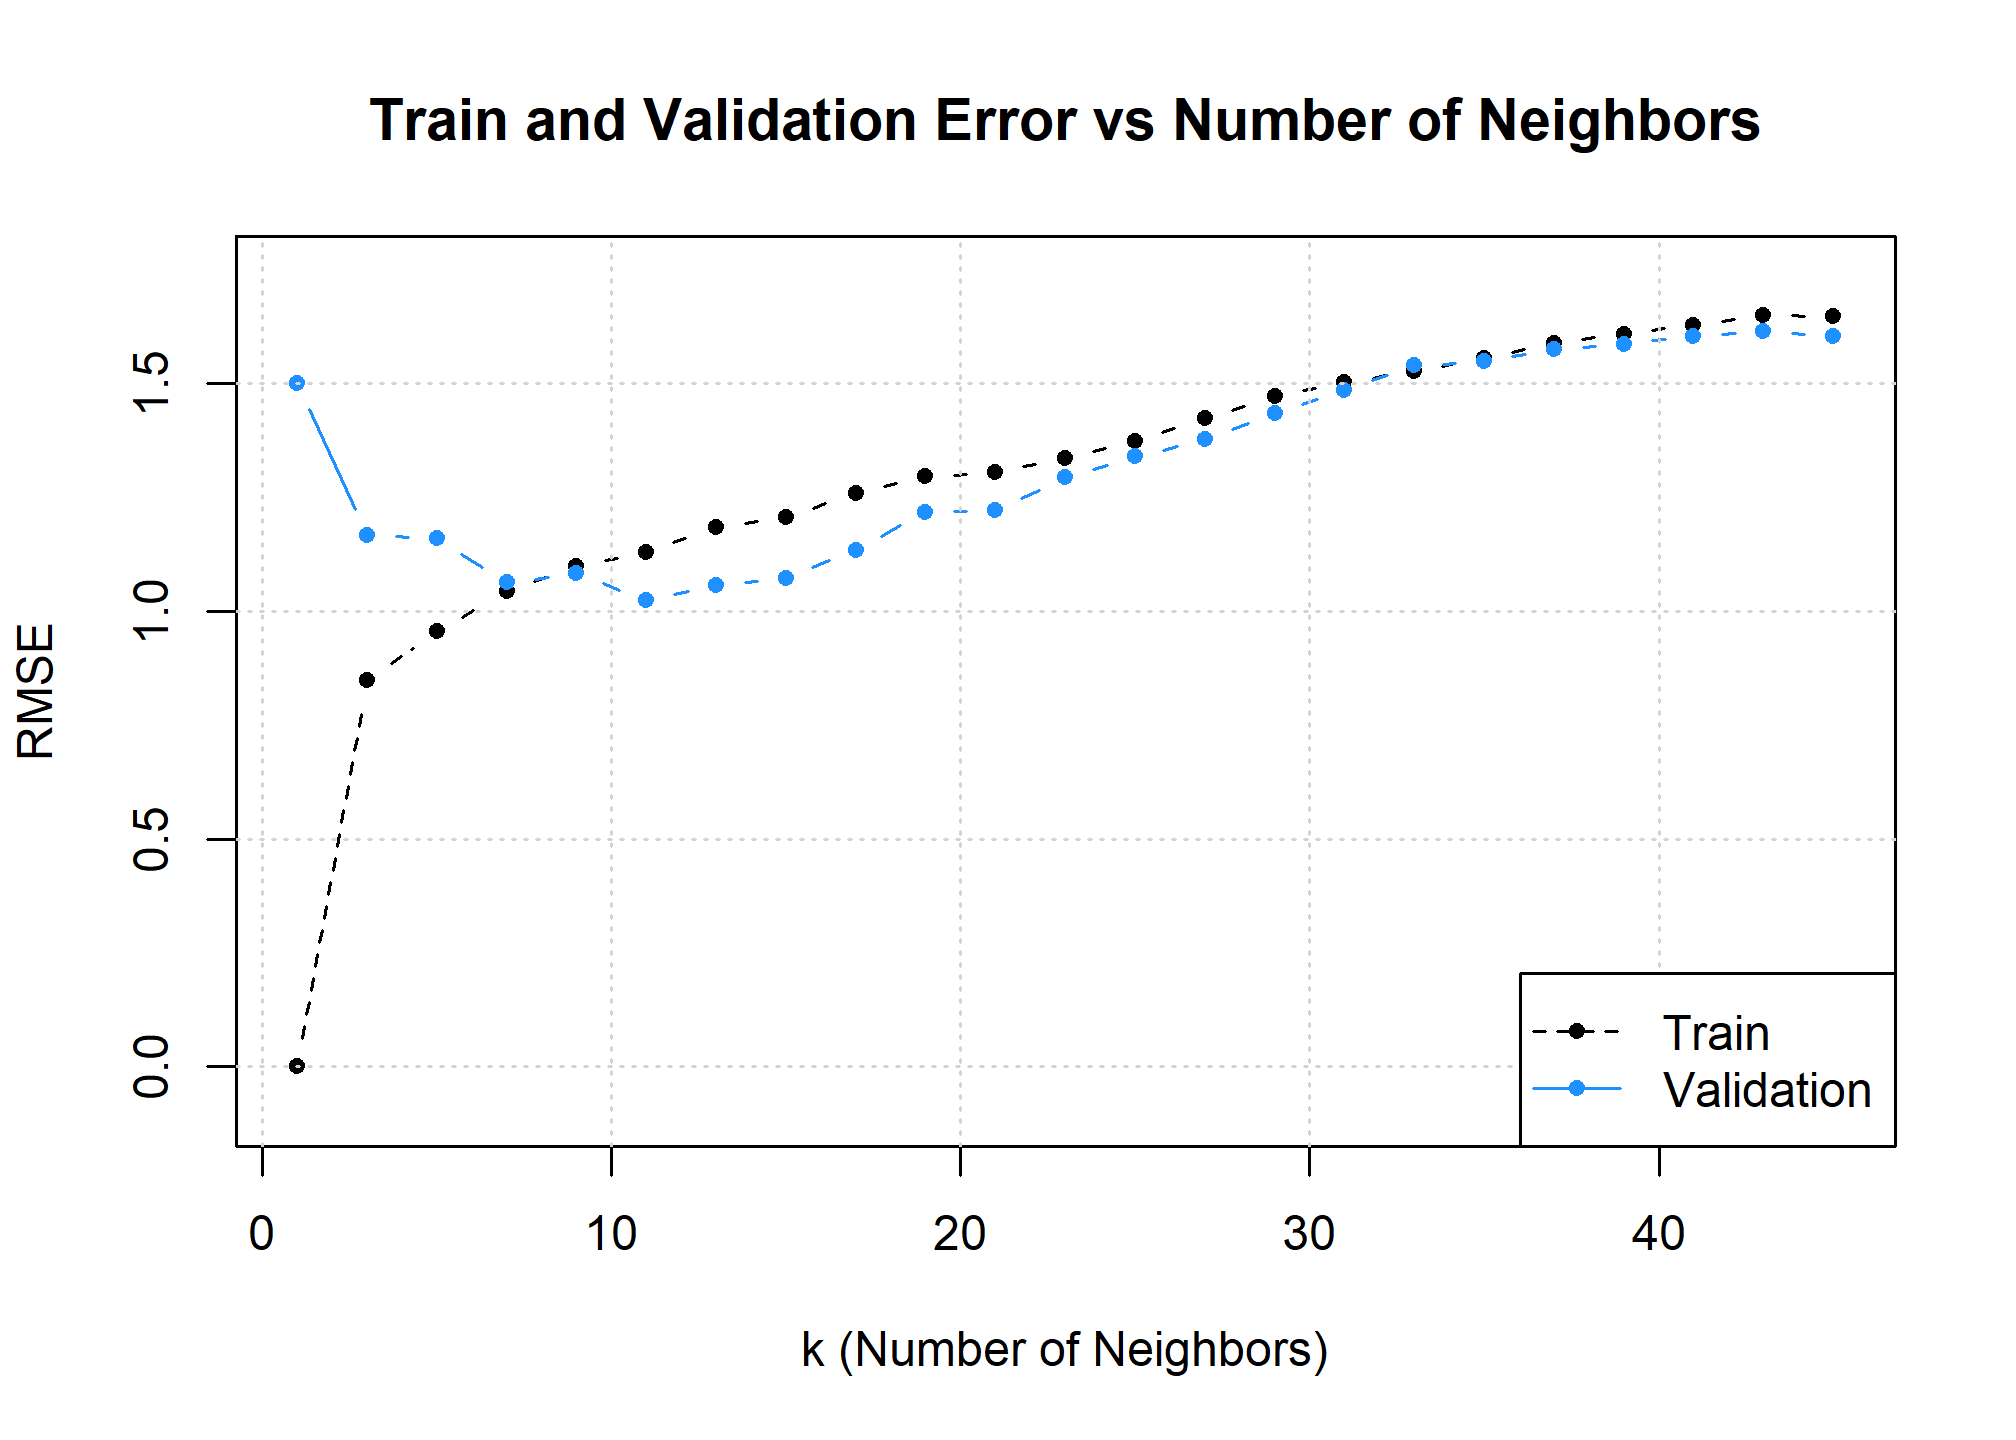 Train and Validation Error vs Number of Neighbors
RMSE
1.5
1.0
0.5
0.0
0 10 20 30 40
k (Number of Neighbors)
Train
Validation